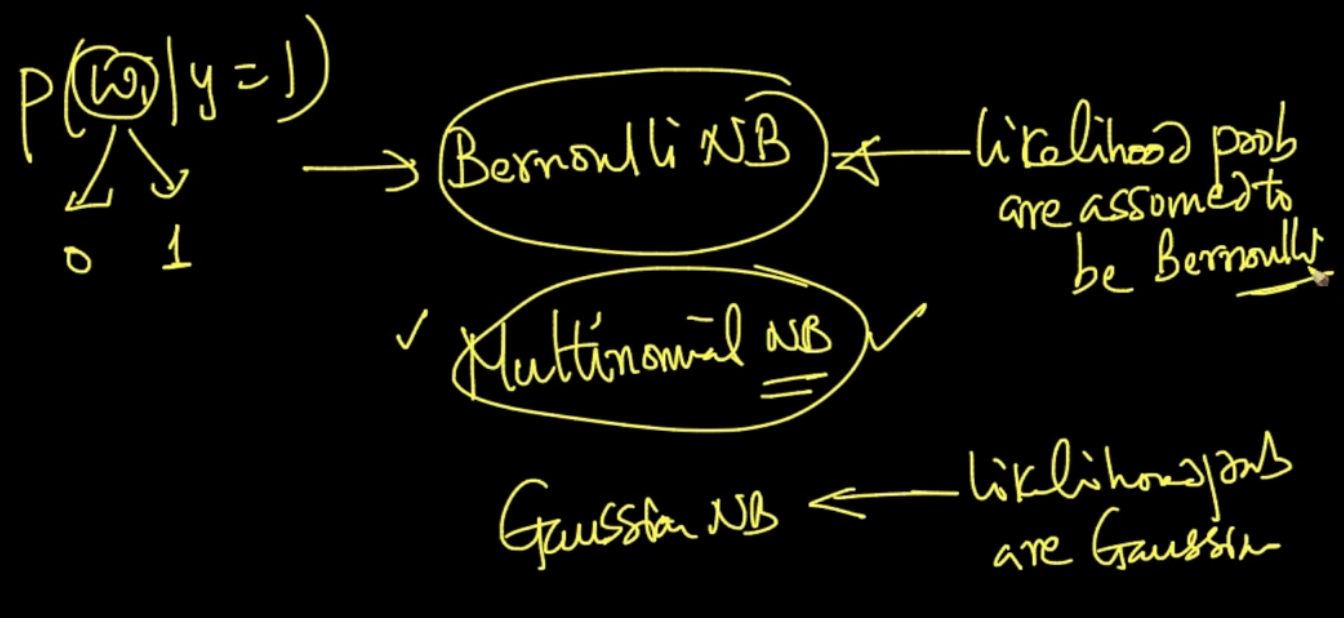 P(w₁|y=1)
0 1
Bernoulli NB
likelihood prob
are assumed to
be Bernoulli
Multinomial NB
Gaussian NB
likelihood prob
are Gaussian